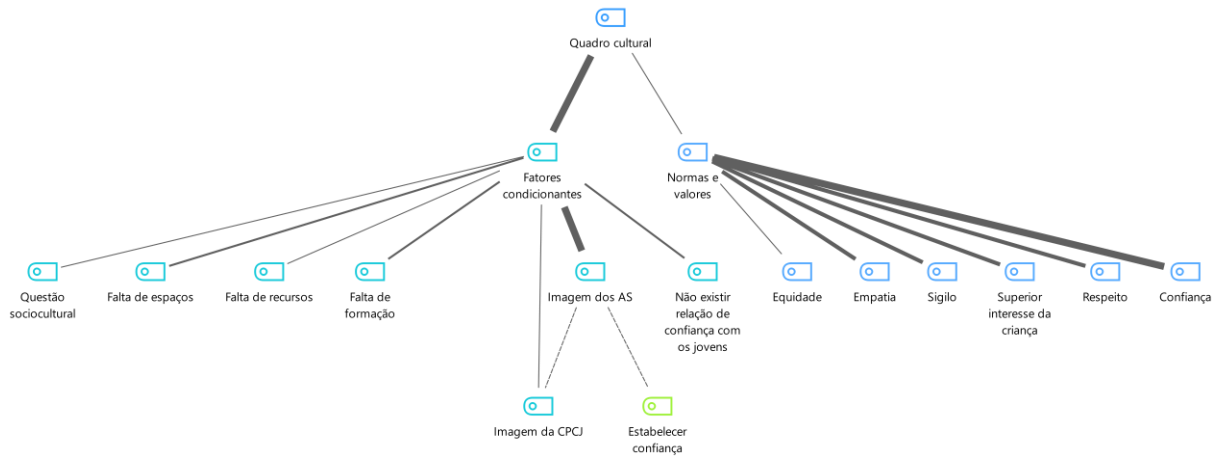 Quadro cultural
Fatores
condicionantes
Normas e
valores
Questão
sociocultural
Falta de espaços
Falta de recursos
Falta de
formação
Imagem dos AS
Não existir
relação de
confiança com
os jovens
Equidade
Empatia
Sigilo
Superior
interesse da
criança
Respeito
Confiança
Imagem da CPCJ
Estabelecer
confiança